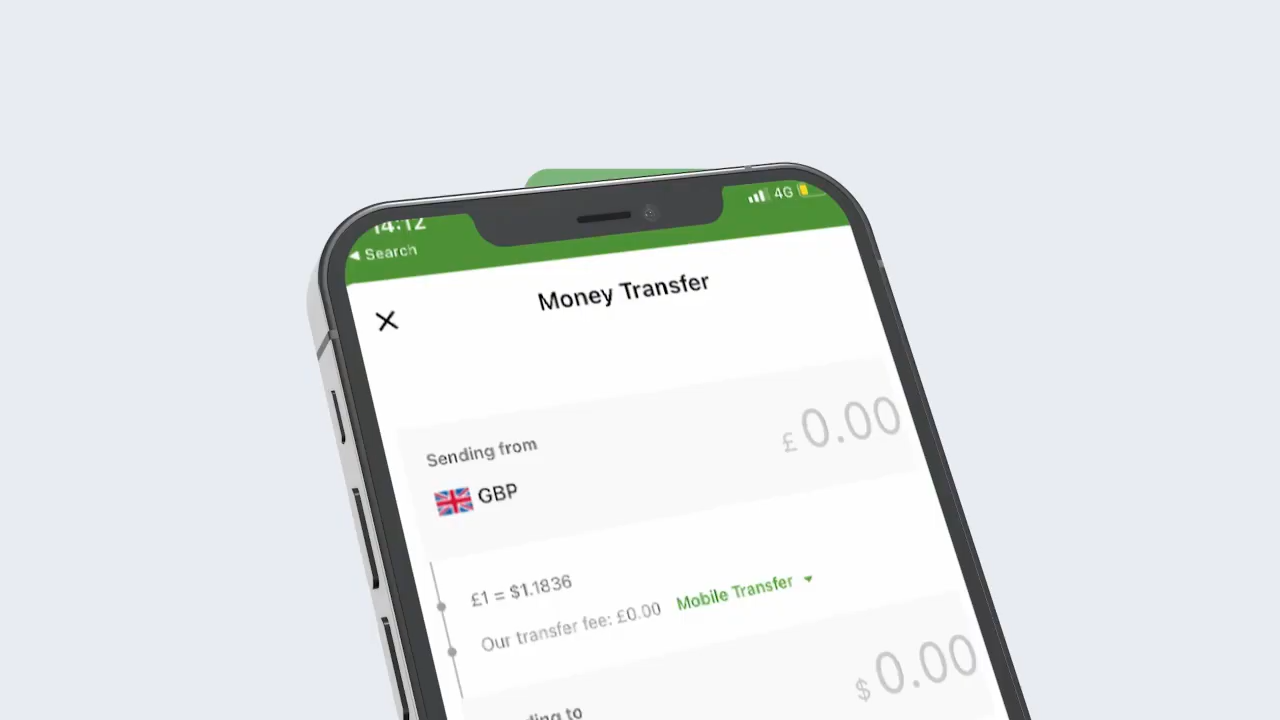 14:12
4G
Search
Money Transfer
Sending from
£ 0.00
GBP
£1 = $1.1836
Our transfer fee: £0.00 Mobile Transfer
$ 0.00
to